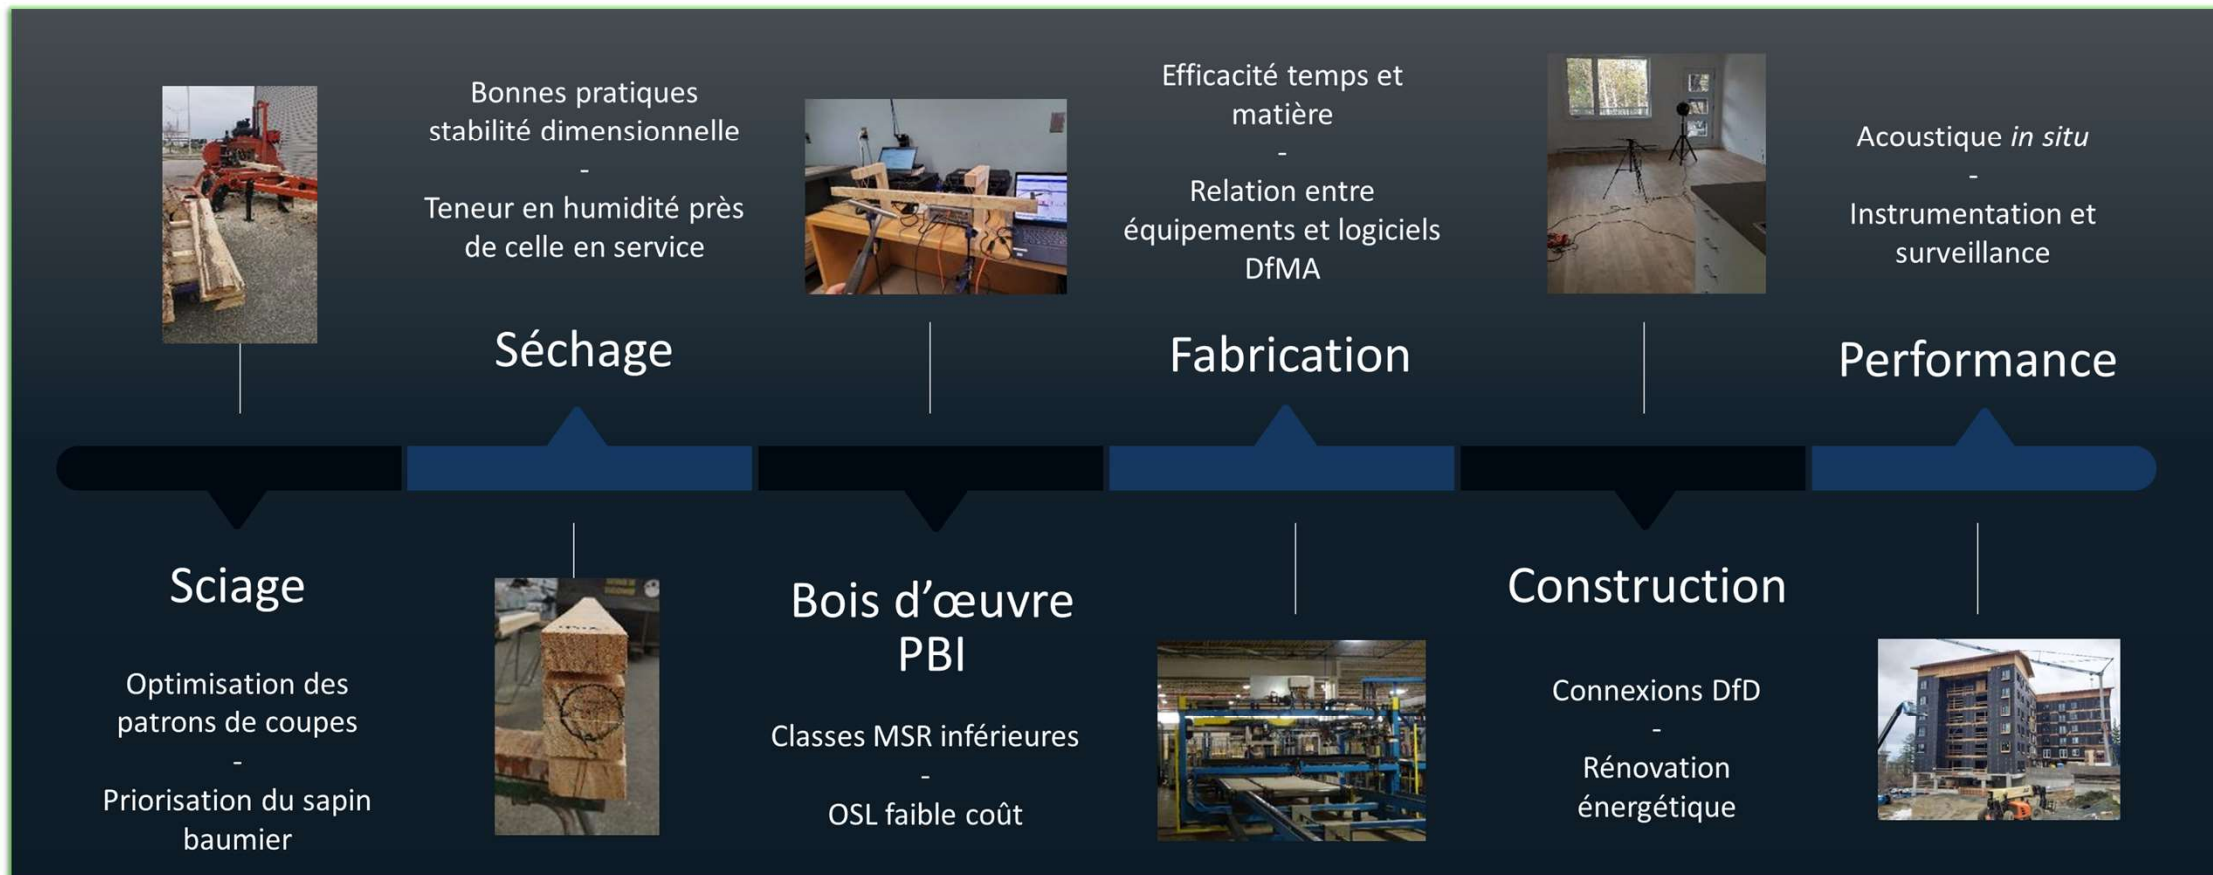 Sciage
Optimisation des
patrons de coupes
-
Priorisation du sapin
baumier
Bonnes pratiques
stabilité dimensionnelle
-
Teneur en humidité près
de celle en service
Séchage
Bois d’œuvre
PBI
Classes MSR inférieures
-
OSL faible coût
Efficacité temps et
matière
-
Relation entre
équipements et logiciels
DfMA
Fabrication
Construction
Connexions DfD
-
Rénovation
énergétique
Acoustique in situ
-
Instrumentation et
surveillance
Performance